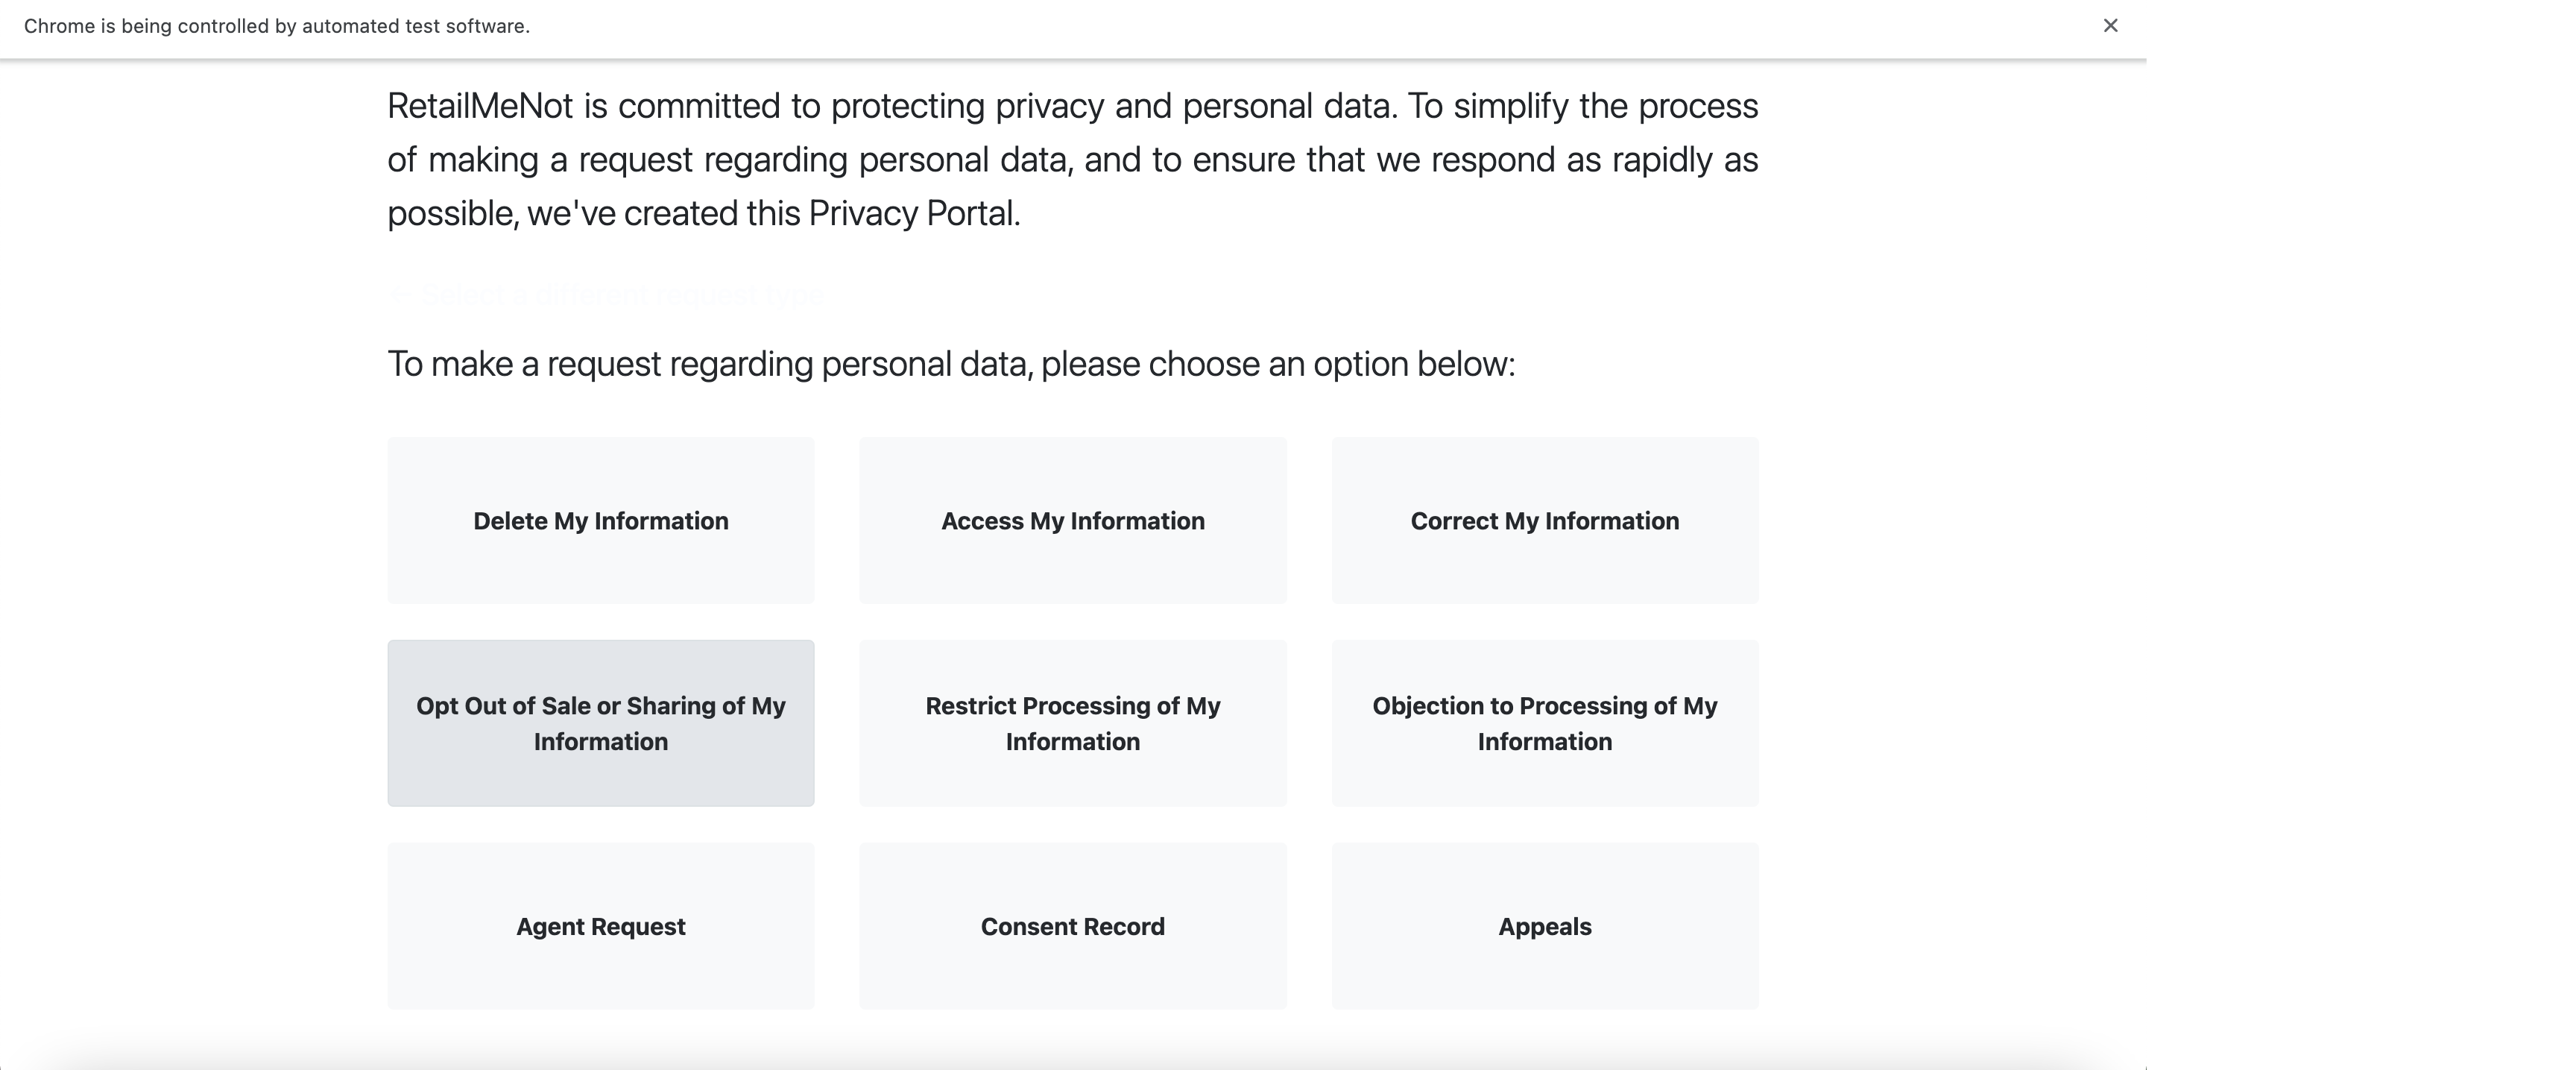 Chrome is being controlled by automated test software.
RetailMeNot is committed to protecting privacy and personal data. To simplify the process
of making a request regarding personal data, and to ensure that we respond as rapidly as
possible, we've created this Privacy Portal.
← Select a different request type
To make a request regarding personal data, please choose an option below:
Delete My Information
Access My Information
Correct My Information
Opt Out of Sale or Sharing of My
Information
Restrict Processing of My
Information
Objection to Processing of My
Information
Agent Request
Consent Record
Appeals